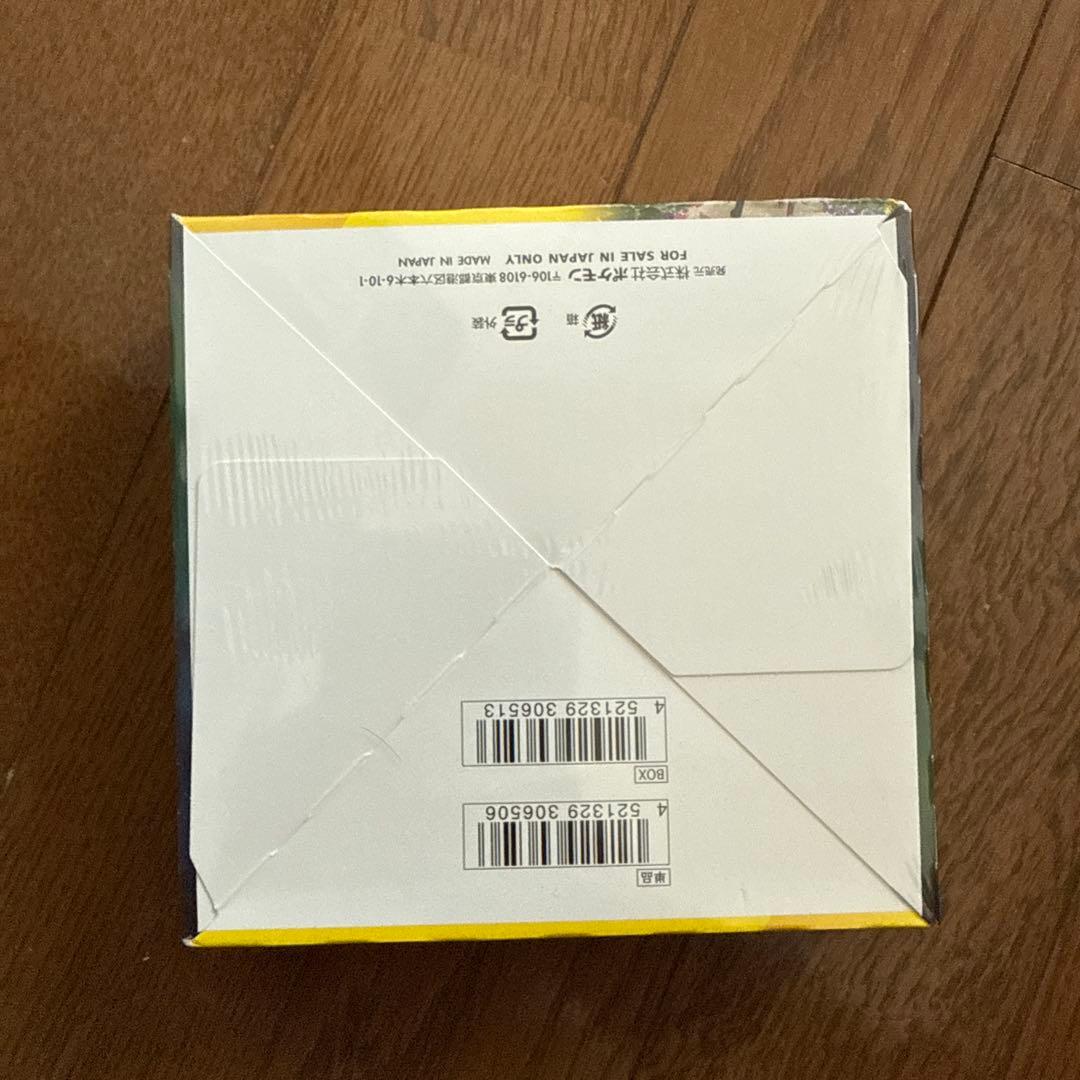 単品
4 521329 306506
BOX
4 521329 306513
紙 箱 プラ 外装
発売元 株式会社ポケモン 〒106-6108 東京都港区六本木6-10-1
FOR SALE IN JAPAN ONLY MADE IN JAPAN